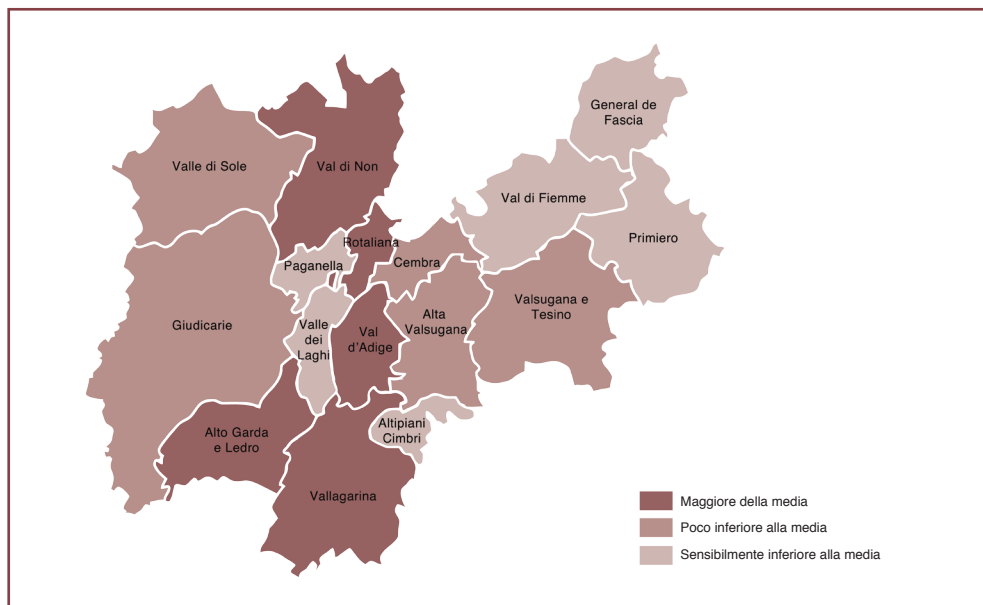 General de
Fascia
Valle di Sole
Val di Non
Val di Fiemme
Primiero
Rotaliana
Paganella
Cembra
Valsugana e
Tesino
Giudicarie
Valle
dei
Laghi
Val
d'Adige
Alta
Valsugana
Alto Garda
e Ledro
Altipiani
Cimbri
Vallagarina
Maggiore della media
Poco inferiore alla media
Sensibilmente inferiore alla media